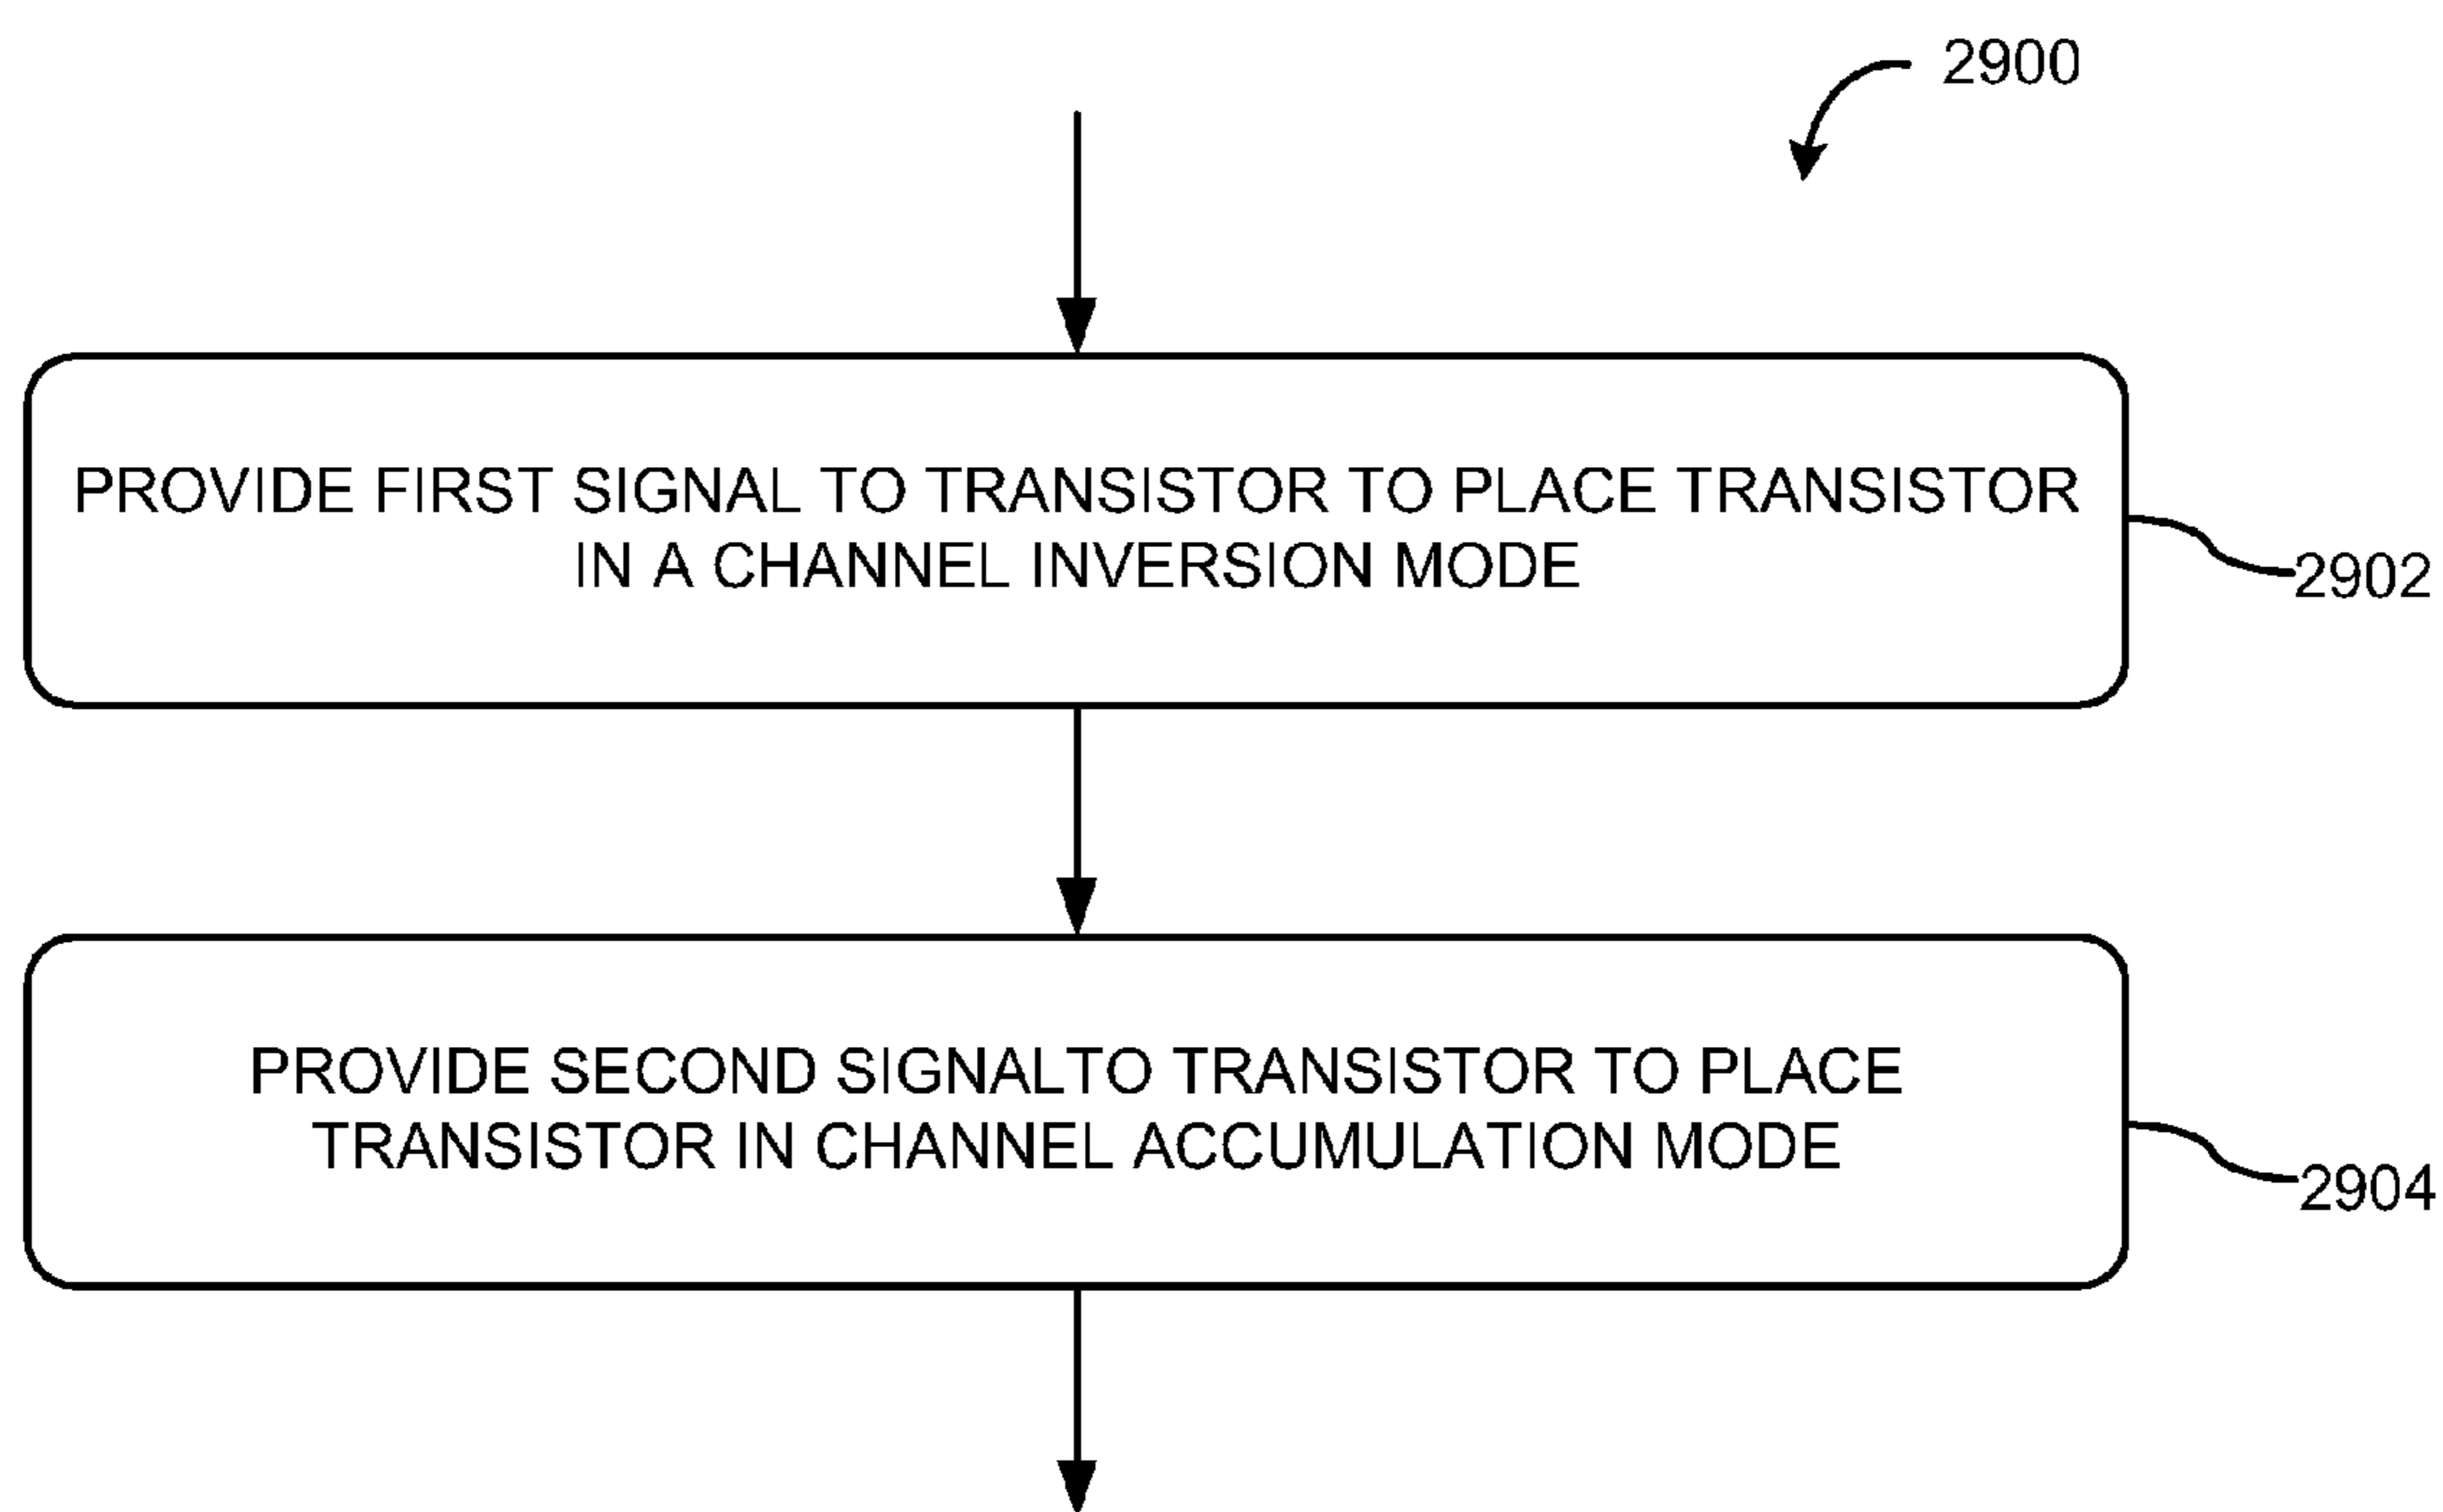 2900
PROVIDE FIRST SIGNAL TO TRANSISTOR TO PLACE TRANSISTOR
IN A CHANNEL INVERSION MODE
2902
PROVIDE SECOND SIGNALTO TRANSISTOR TO PLACE
TRANSISTOR IN CHANNEL ACCUMULATION MODE
2904